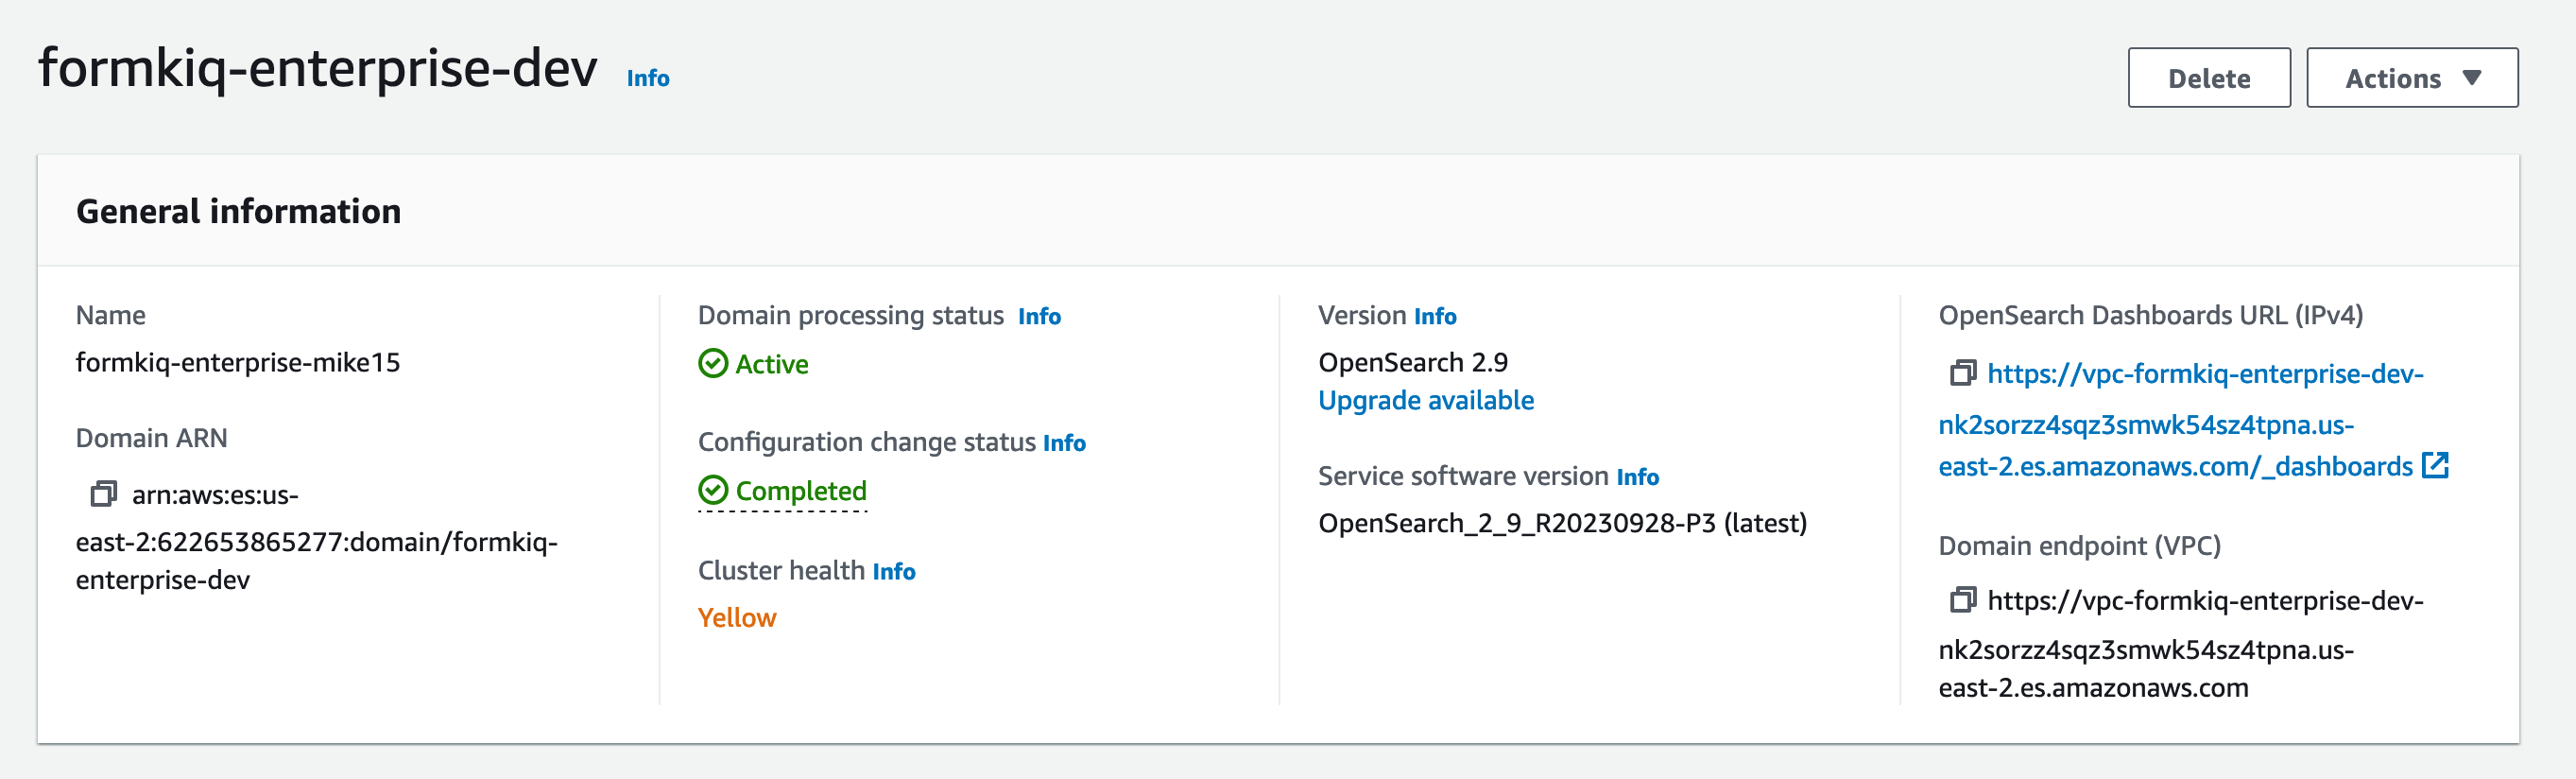 formkiq-enterprise-dev Info
Delete
Actions
General information
Name
formkiq-enterprise-mike15
Domain ARN
arn:aws:es:us-
east-2:622653865277:domain/formkiq-
enterprise-dev
Domain processing status Info
Active
Configuration change status Info
Completed
Cluster health Info
Yellow
Version Info
OpenSearch 2.9
Upgrade available
Service software version Info
OpenSearch_2_9_R20230928-P3 (latest)
OpenSearch Dashboards URL (IPv4)
https://vpc-formkiq-enterprise-dev-
nk2sorzz4sqz3smwk54sz4tpna.us-
east-2.es.amazonaws.com/_dashboards
Domain endpoint (VPC)
https://vpc-formkiq-enterprise-dev-
nk2sorzz4sqz3smwk54sz4tpna.us-
east-2.es.amazonaws.com